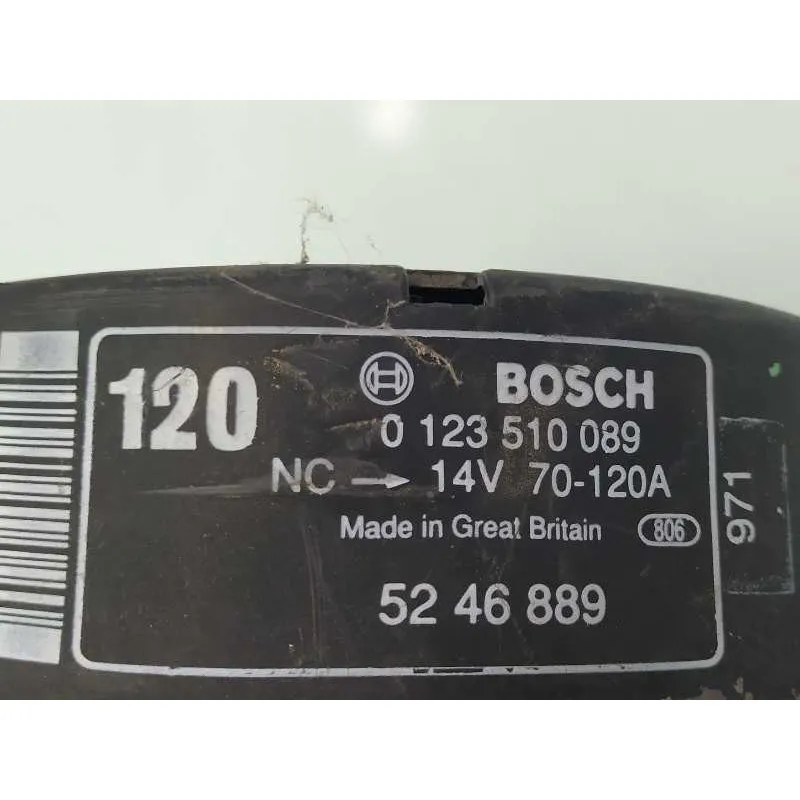 120 BOSCH
0 123 510 089
NC → 14V 70-120A
Made in Great Britain 806
52 46 889
971